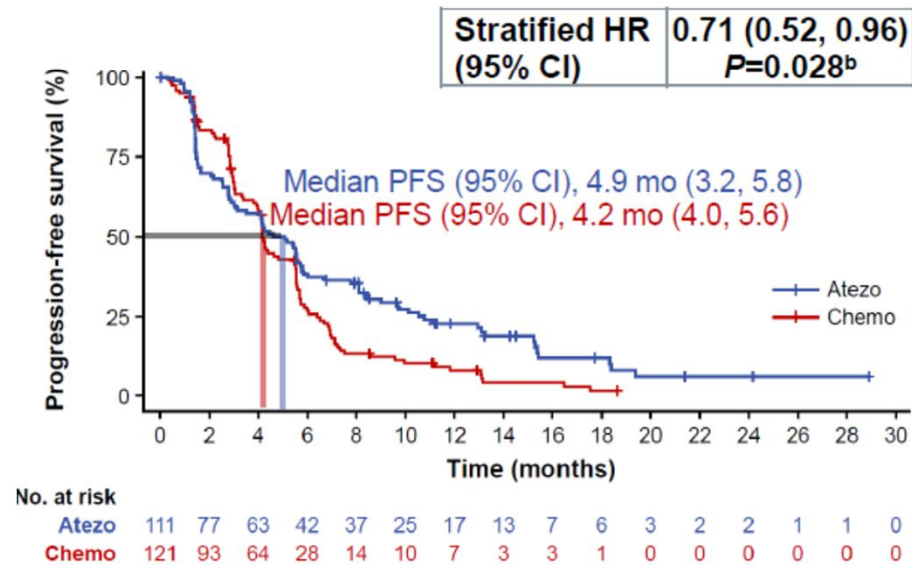 Stratified HR 0.71 (0.52, 0.96)
(95% CI) P=0.028b
Progression-free survival (%)
100
75
50
25
0
Median PFS (95% CI), 4.9 mo (3.2, 5.8)
Median PFS (95% CI), 4.2 mo (4.0, 5.6)
Atezo
Chemo
0 2 4 6 8 10 12 14 16 18 20 22 24 26 28 30
Time (months)
No. at risk
Atezo 111 77 63 42 37 25 17 13 7 6 3 2 2 1 1 0
Chemo 121 93 64 28 14 10 7 3 3 1 0 0 0 0 0 0